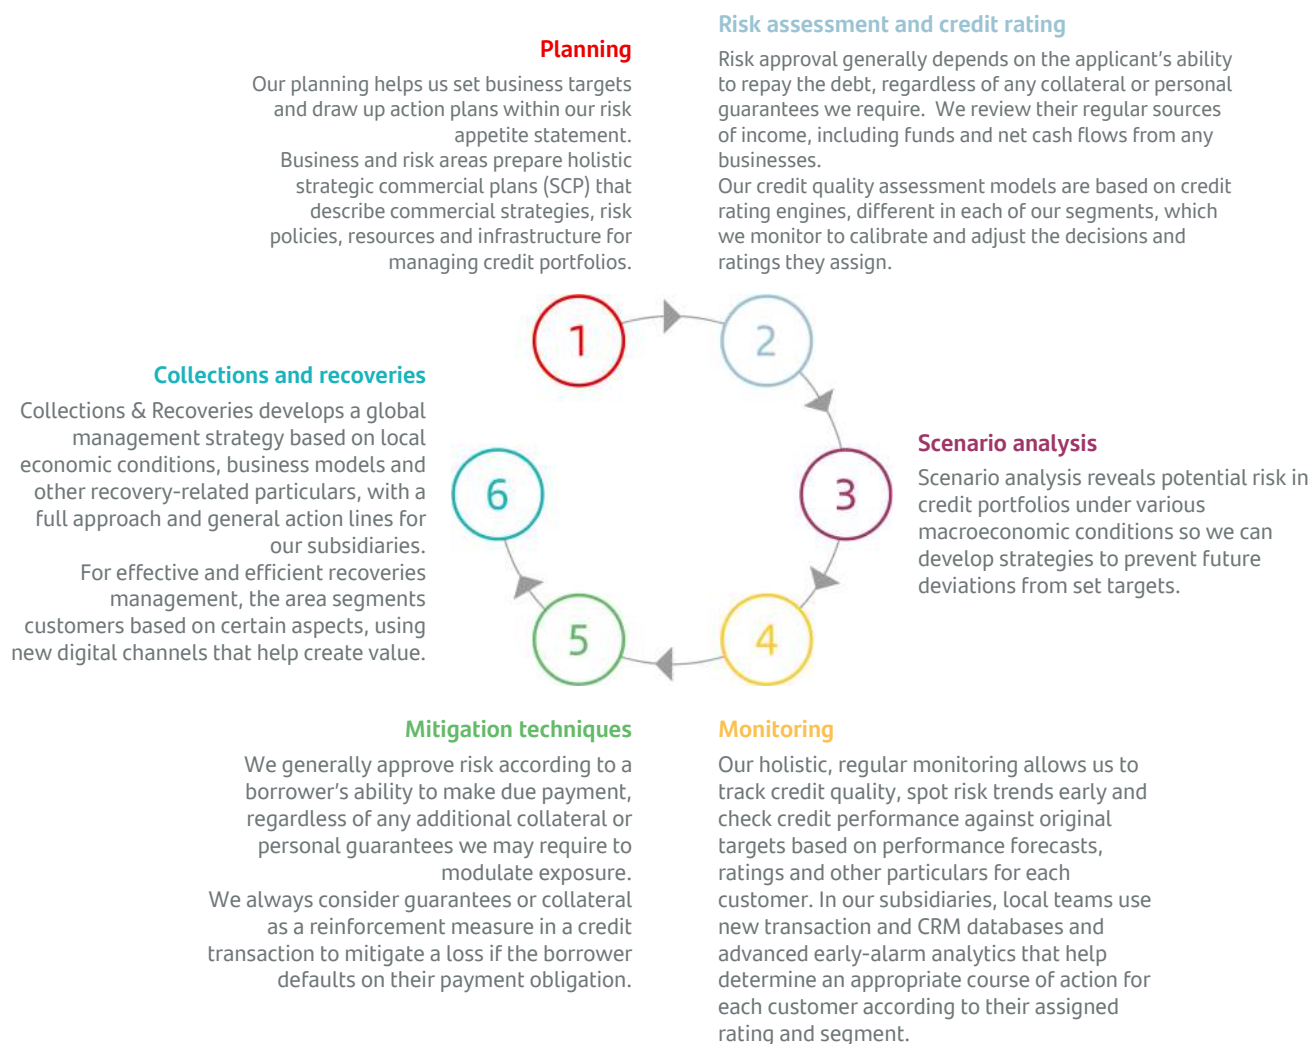 Planning
Our planning helps us set business targets
and draw up action plans within our risk
appetite statement.
Business and risk areas prepare holistic
strategic commercial plans (SCP) that
describe commercial strategies, risk
policies, resources and infrastructure for
managing credit portfolios.
Risk assessment and credit rating
Risk approval generally depends on the applicant’s ability
to repay the debt, regardless of any collateral or personal
guarantees we require.  We review their regular sources
of income, including funds and net cash flows from any
businesses.
Our credit quality assessment models are based on credit
rating engines, different in each of our segments, which
we monitor to calibrate and adjust the decisions and
ratings they assign.
1
2
3
4
5
6
Scenario analysis
Scenario analysis reveals potential risk in
credit portfolios under various
macroeconomic conditions so we can
develop strategies to prevent future
deviations from set targets.
Monitoring
Our holistic, regular monitoring allows us to
track credit quality, spot risk trends early and
check credit performance against original
targets based on performance forecasts,
ratings and other particulars for each
customer. In our subsidiaries, local teams use
new transaction and CRM databases and
advanced early-alarm analytics that help
determine an appropriate course of action for
each customer according to their assigned
rating and segment.
Mitigation techniques
We generally approve risk according to a
borrower’s ability to make due payment,
regardless of any additional collateral or
personal guarantees we may require to
modulate exposure.
We always consider guarantees or collateral
as a reinforcement measure in a credit
transaction to mitigate a loss if the borrower
defaults on their payment obligation.
Collections and recoveries
Collections & Recoveries develops a global
management strategy based on local
economic conditions, business models and
other recovery-related particulars, with a
full approach and general action lines for
our subsidiaries.
For effective and efficient recoveries
management, the area segments
customers based on certain aspects, using
new digital channels that help create value.